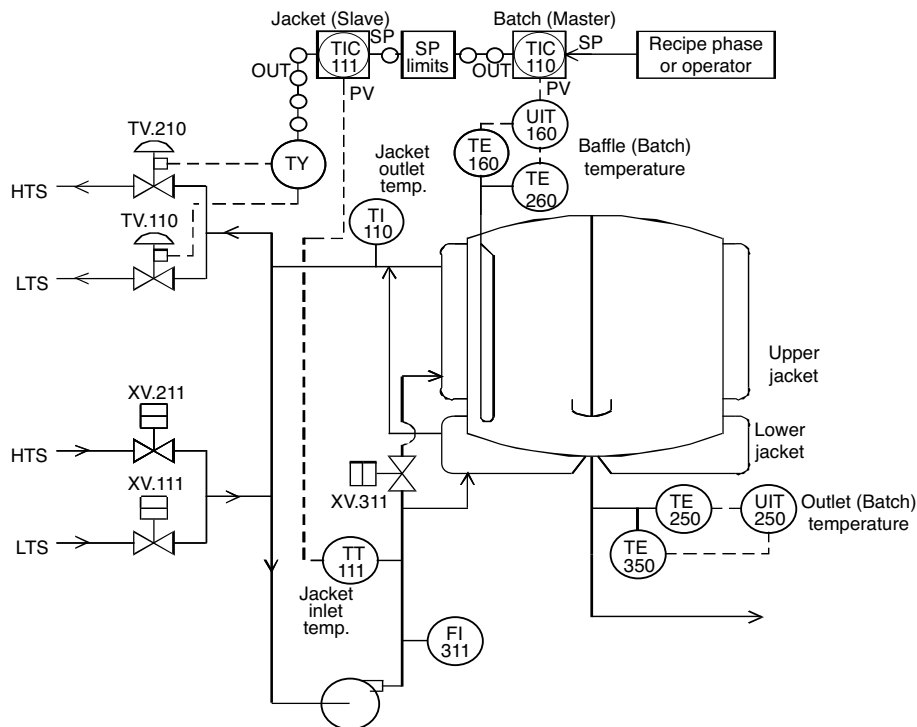 Jacket (Slave)
Batch (Master)
TIC
111
SP
SP
limits
OUT
TIC
110
SP
Recipe phase
or operator
OUT
PV
PV
TV.210
TY
Jacket
outlet
temp.
TE
160
UIT
160
TE
260
Baffle (Batch)
temperature
HTS
TV.110
TI
110
LTS
XV.211
HTS
XV.111
LTS
XV.311
Upper
jacket
Lower
jacket
TE
250
UIT
250
Outlet (Batch)
temperature
TE
350
TT
111
Jacket
inlet
temp.
FI
311